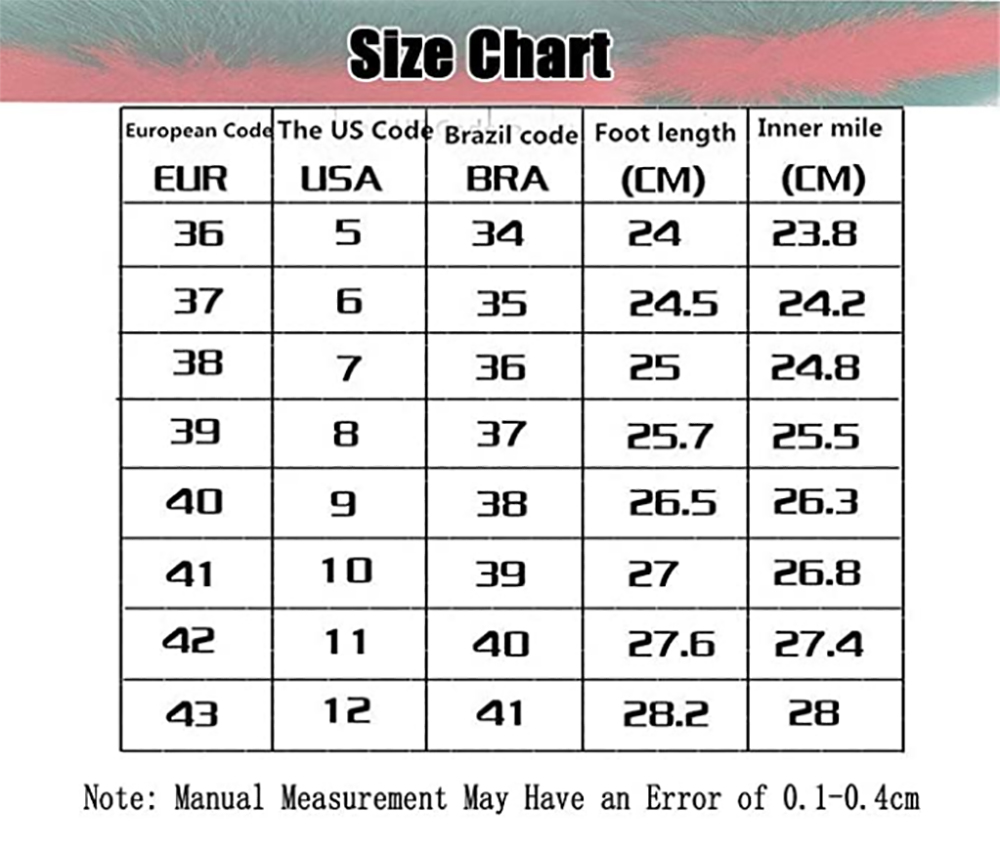 Size Chart
European Code The US Code Brazil code Foot length Inner mile
EUR USA BRA (CM) (CM)
36 5 34 24 23.8
37 6 35 24.5 24.2
38 7 36 25 24.8
39 8 37 25.7 25.5
40 9 38 26.5 26.3
41 10 39 27 26.8
42 11 40 27.6 27.4
43 12 41 28.2 28
Note: Manual Measurement May Have an Error of 0.1-0.4cm